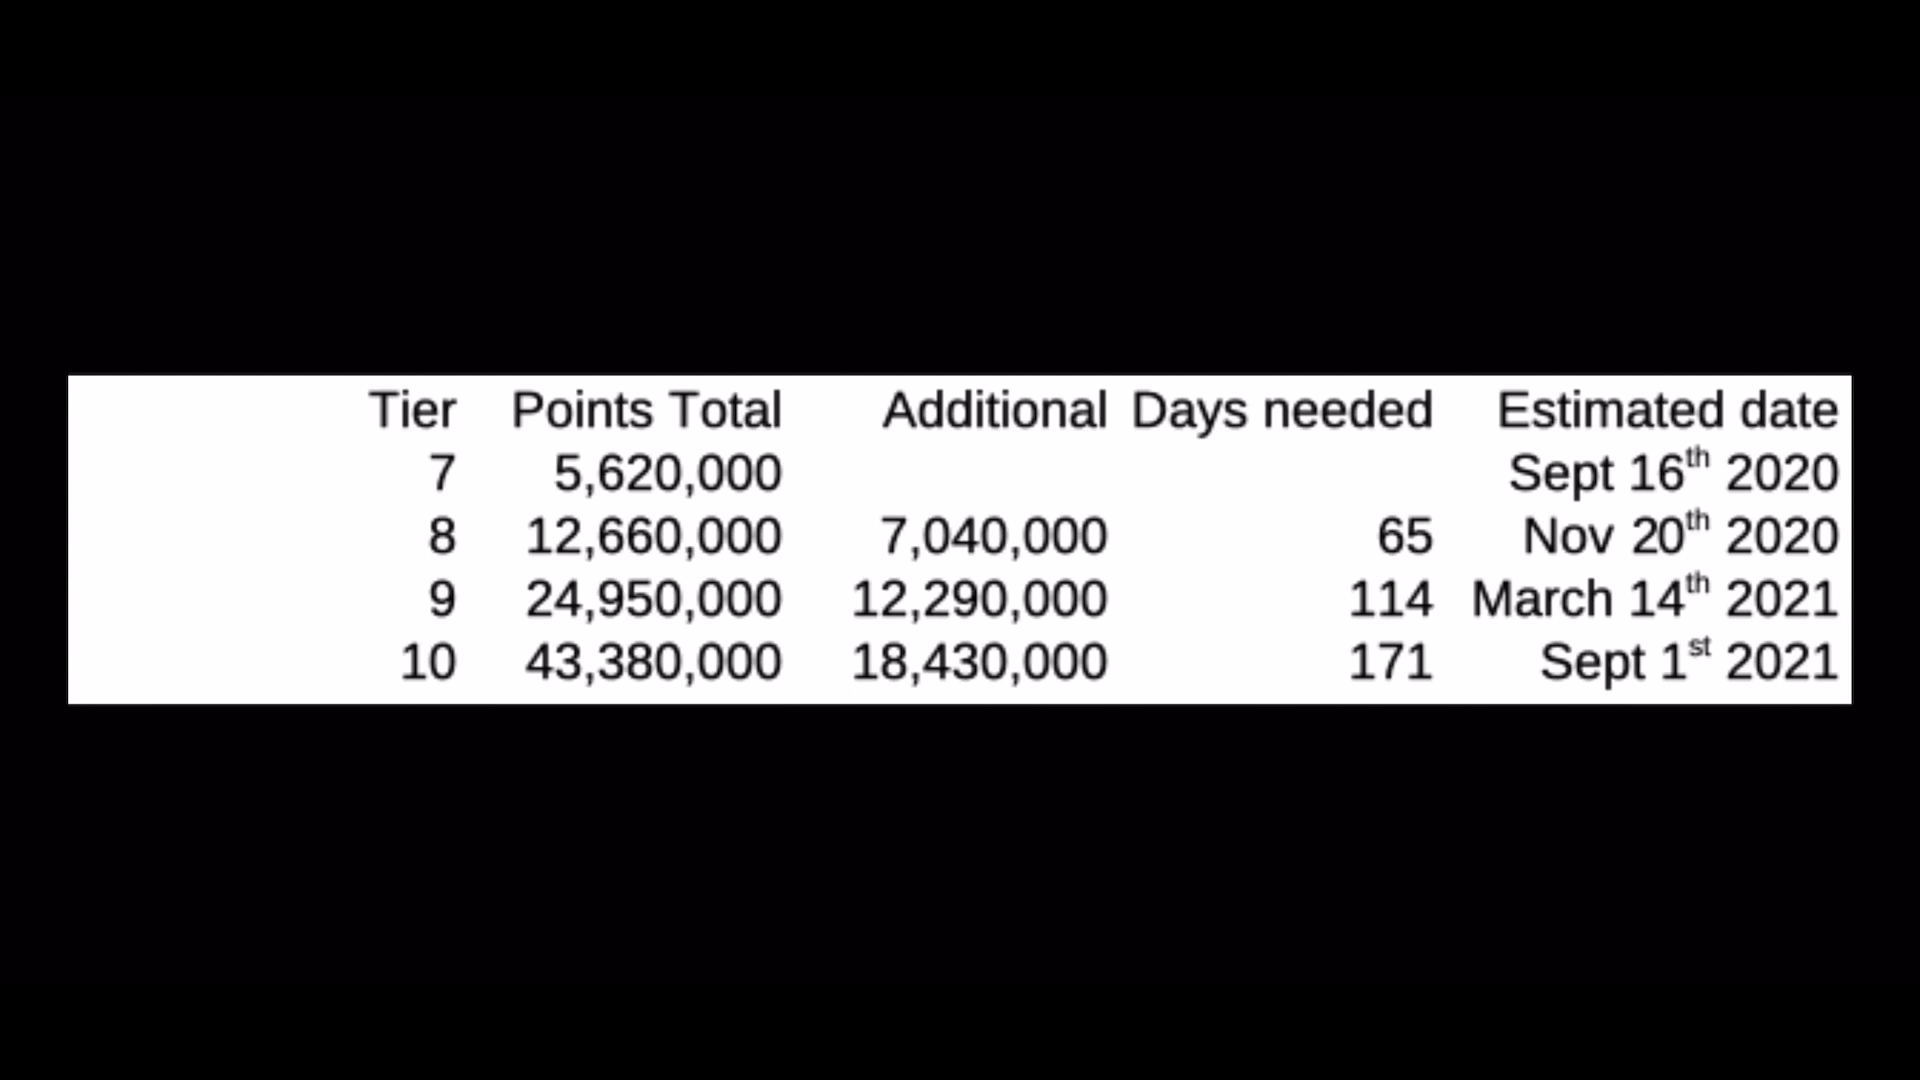 Tier Points Total Additional Days needed Estimated date
7 5,620,000 Sept 16th 2020
8 12,660,000 7,040,000 65 Nov 20th 2020
9 24,950,000 12,290,000 114 March 14th 2021
10 43,380,000 18,430,000 171 Sept 1st 2021